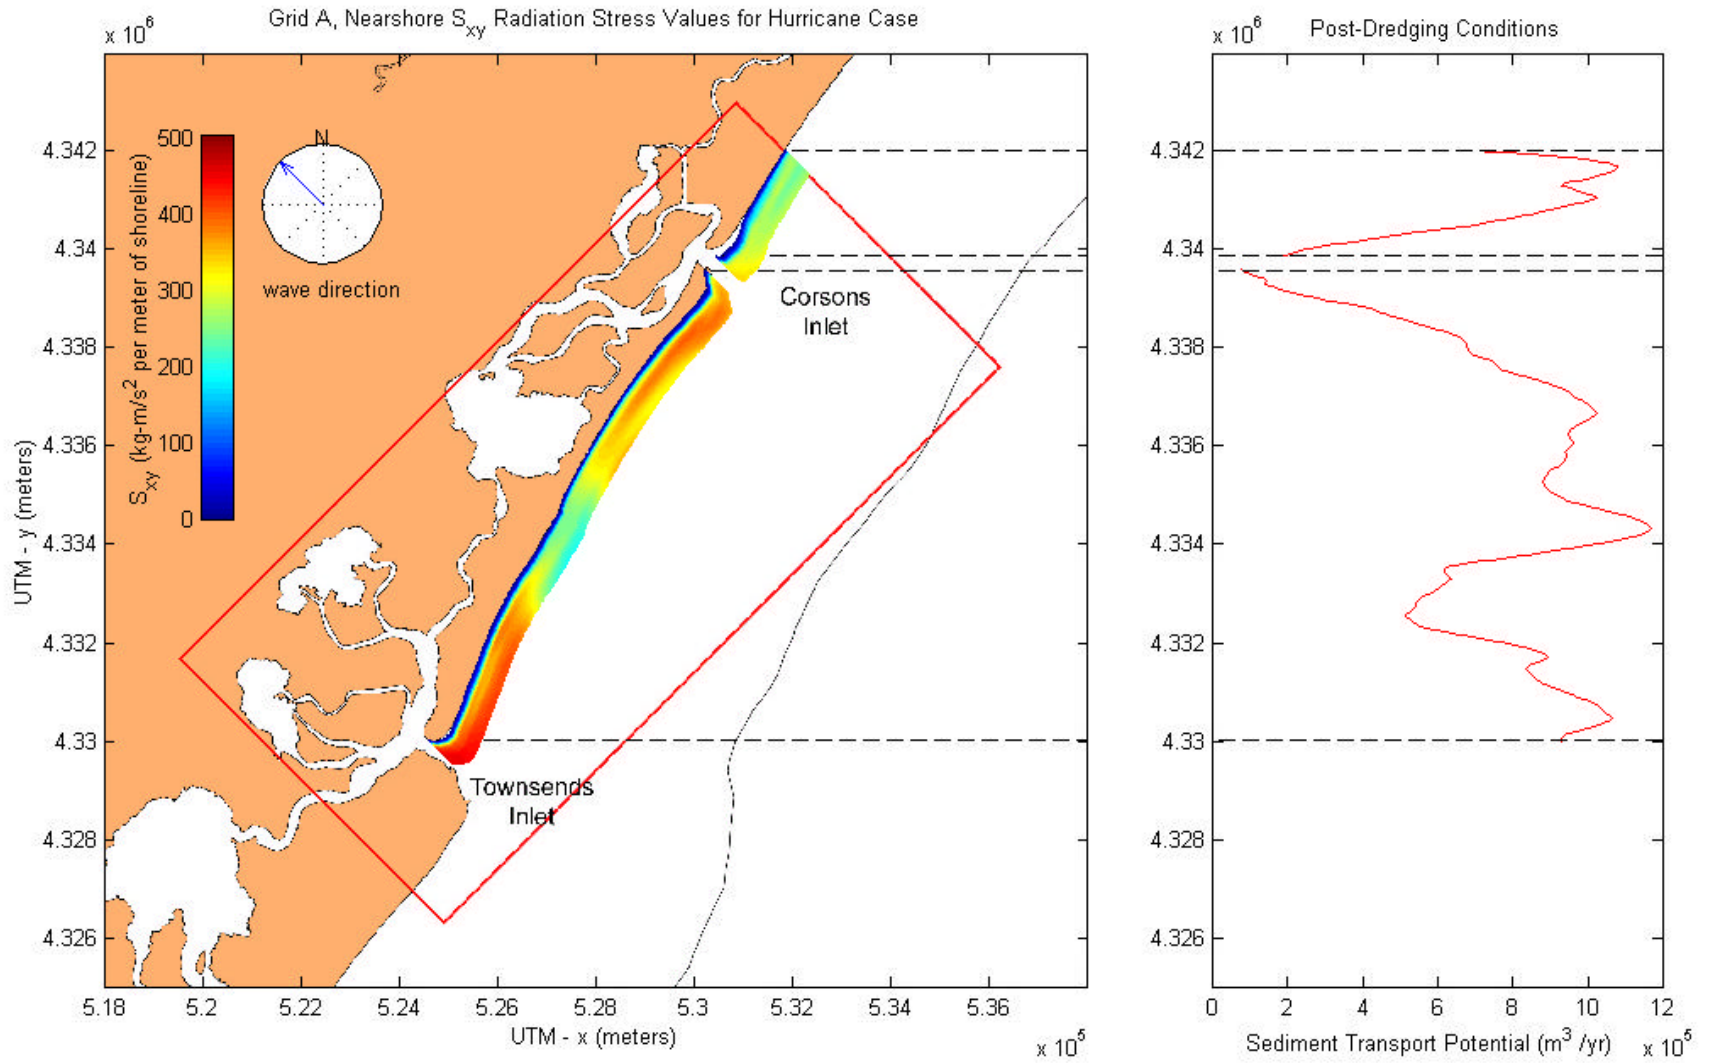 Grid A, Nearshore Sxy Radiation Stress Values for Hurricane Case
x 10^6
500
400
300
200
100
0
Sxy (kg-m/s² per meter of shoreline)
N
wave direction
Corsons
Inlet
Townsends
Inlet
4.342
4.34
4.338
4.336
4.334
4.332
4.33
4.328
4.326
UTM - y (meters)
5.18
5.2
5.22
5.24
5.26
5.28
5.3
5.32
5.34
5.36
UTM - x (meters)
x 10^5
x 10^6
Post-Dredging Conditions
4.342
4.34
4.338
4.336
4.334
4.332
4.33
4.328
4.326
0
2
4
6
8
10
12
Sediment Transport Potential (m³ /yr)
x 10^5